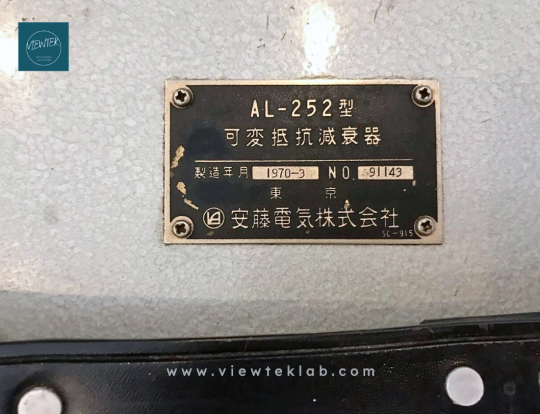 VIEWTEK
AL-252型
可変抵抗減衰器
製造年月 1970-3 NO. 91143
東京
安藤電気株式会社
SC-915
www.viewteklab.com